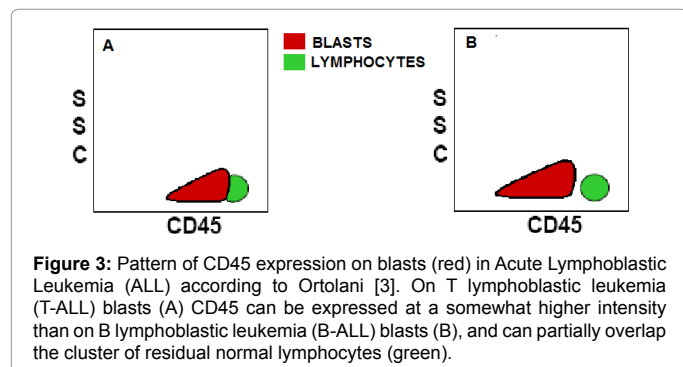 A
BLASTS
LYMPHOCYTES
B
S
S
C
S
S
C
CD45
CD45
Figure 3: Pattern of CD45 expression on blasts (red) in Acute Lymphoblastic
Leukemia (ALL) according to Ortolani [3]. On T lymphoblastic leukemia
(T-ALL) blasts (A) CD45 can be expressed at a somewhat higher intensity
than on B lymphoblastic leukemia (B-ALL) blasts (B), and can partially overlap
the cluster of residual normal lymphocytes (green).